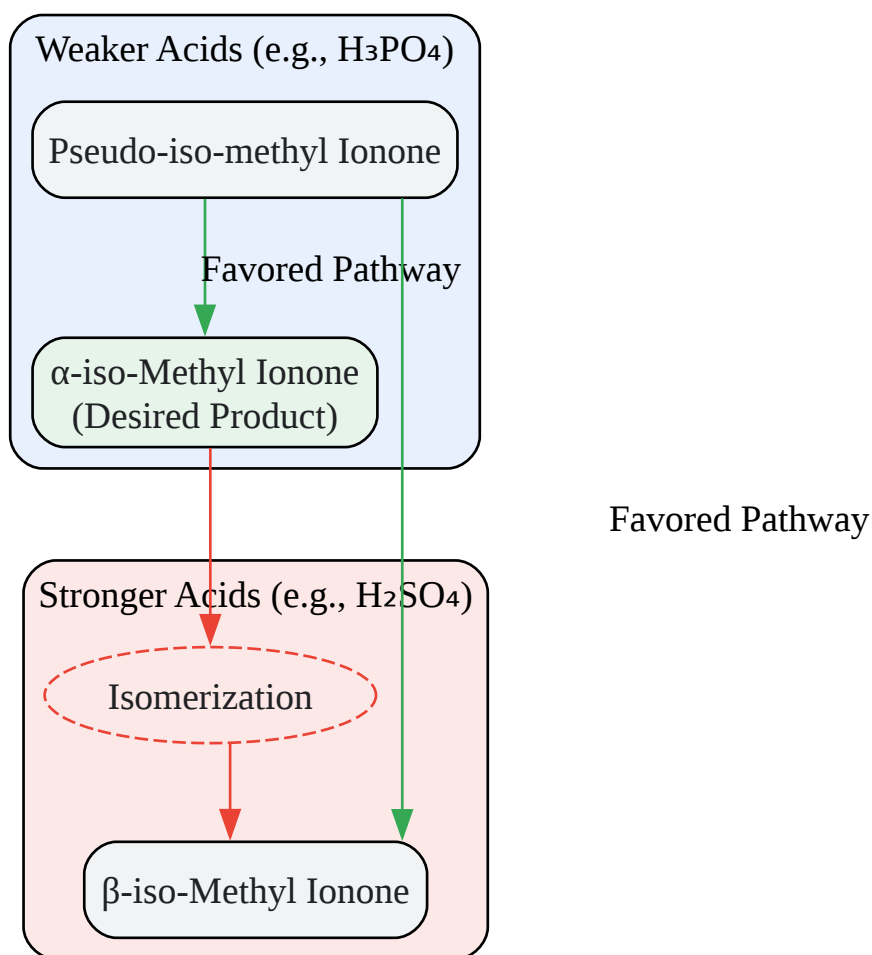 Weaker Acids (e.g., H₃PO₄)
Pseudo-iso-methyl Ionone
Favored Pathway
α-iso-Methyl Ionone
(Desired Product)
Favored Pathway
Stronger Acids (e.g., H₂SO₄)
Isomerization
β-iso-Methyl Ionone